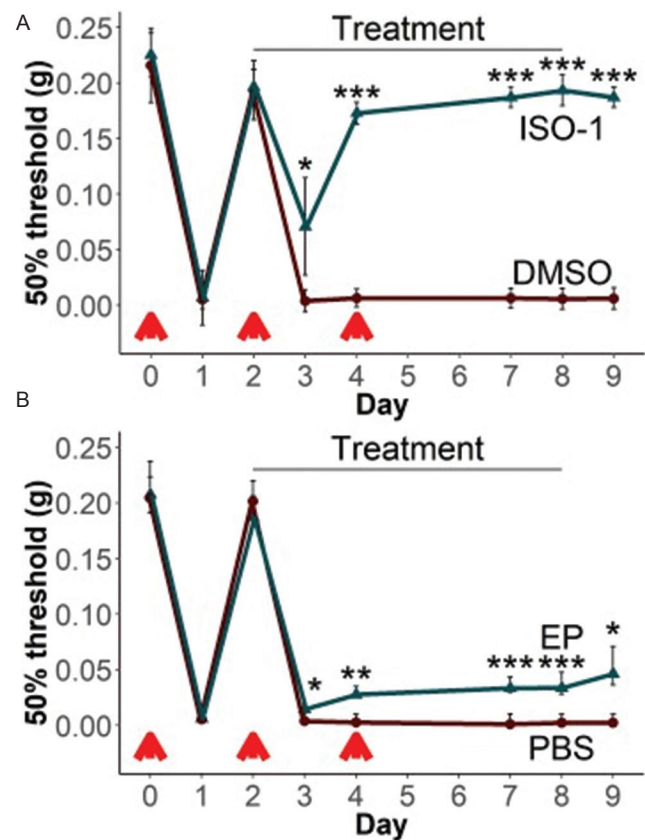 A
50% threshold (g)
0.25
0.20
0.15
0.10
0.05
0.00
Treatment
*
***
***
***
***
ISO-1
DMSO
0 1 2 3 4 5 6 7 8 9
Day
B
50% threshold (g)
0.25
0.20
0.15
0.10
0.05
0.00
Treatment
*
**
***
***
*
EP
PBS
0 1 2 3 4 5 6 7 8 9
Day